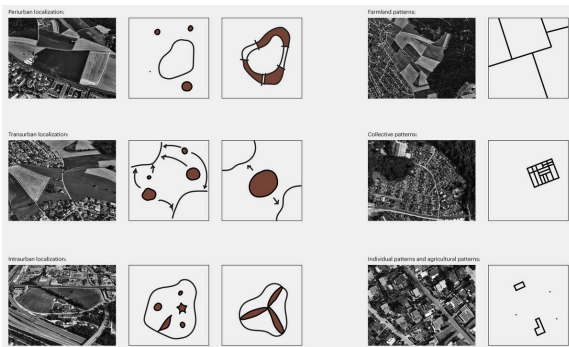 Periurban localization:
Farmland patterns:
Transurban localization:
Collective patterns:
Intraurban localization:
Individual patterns and agricultural patterns: